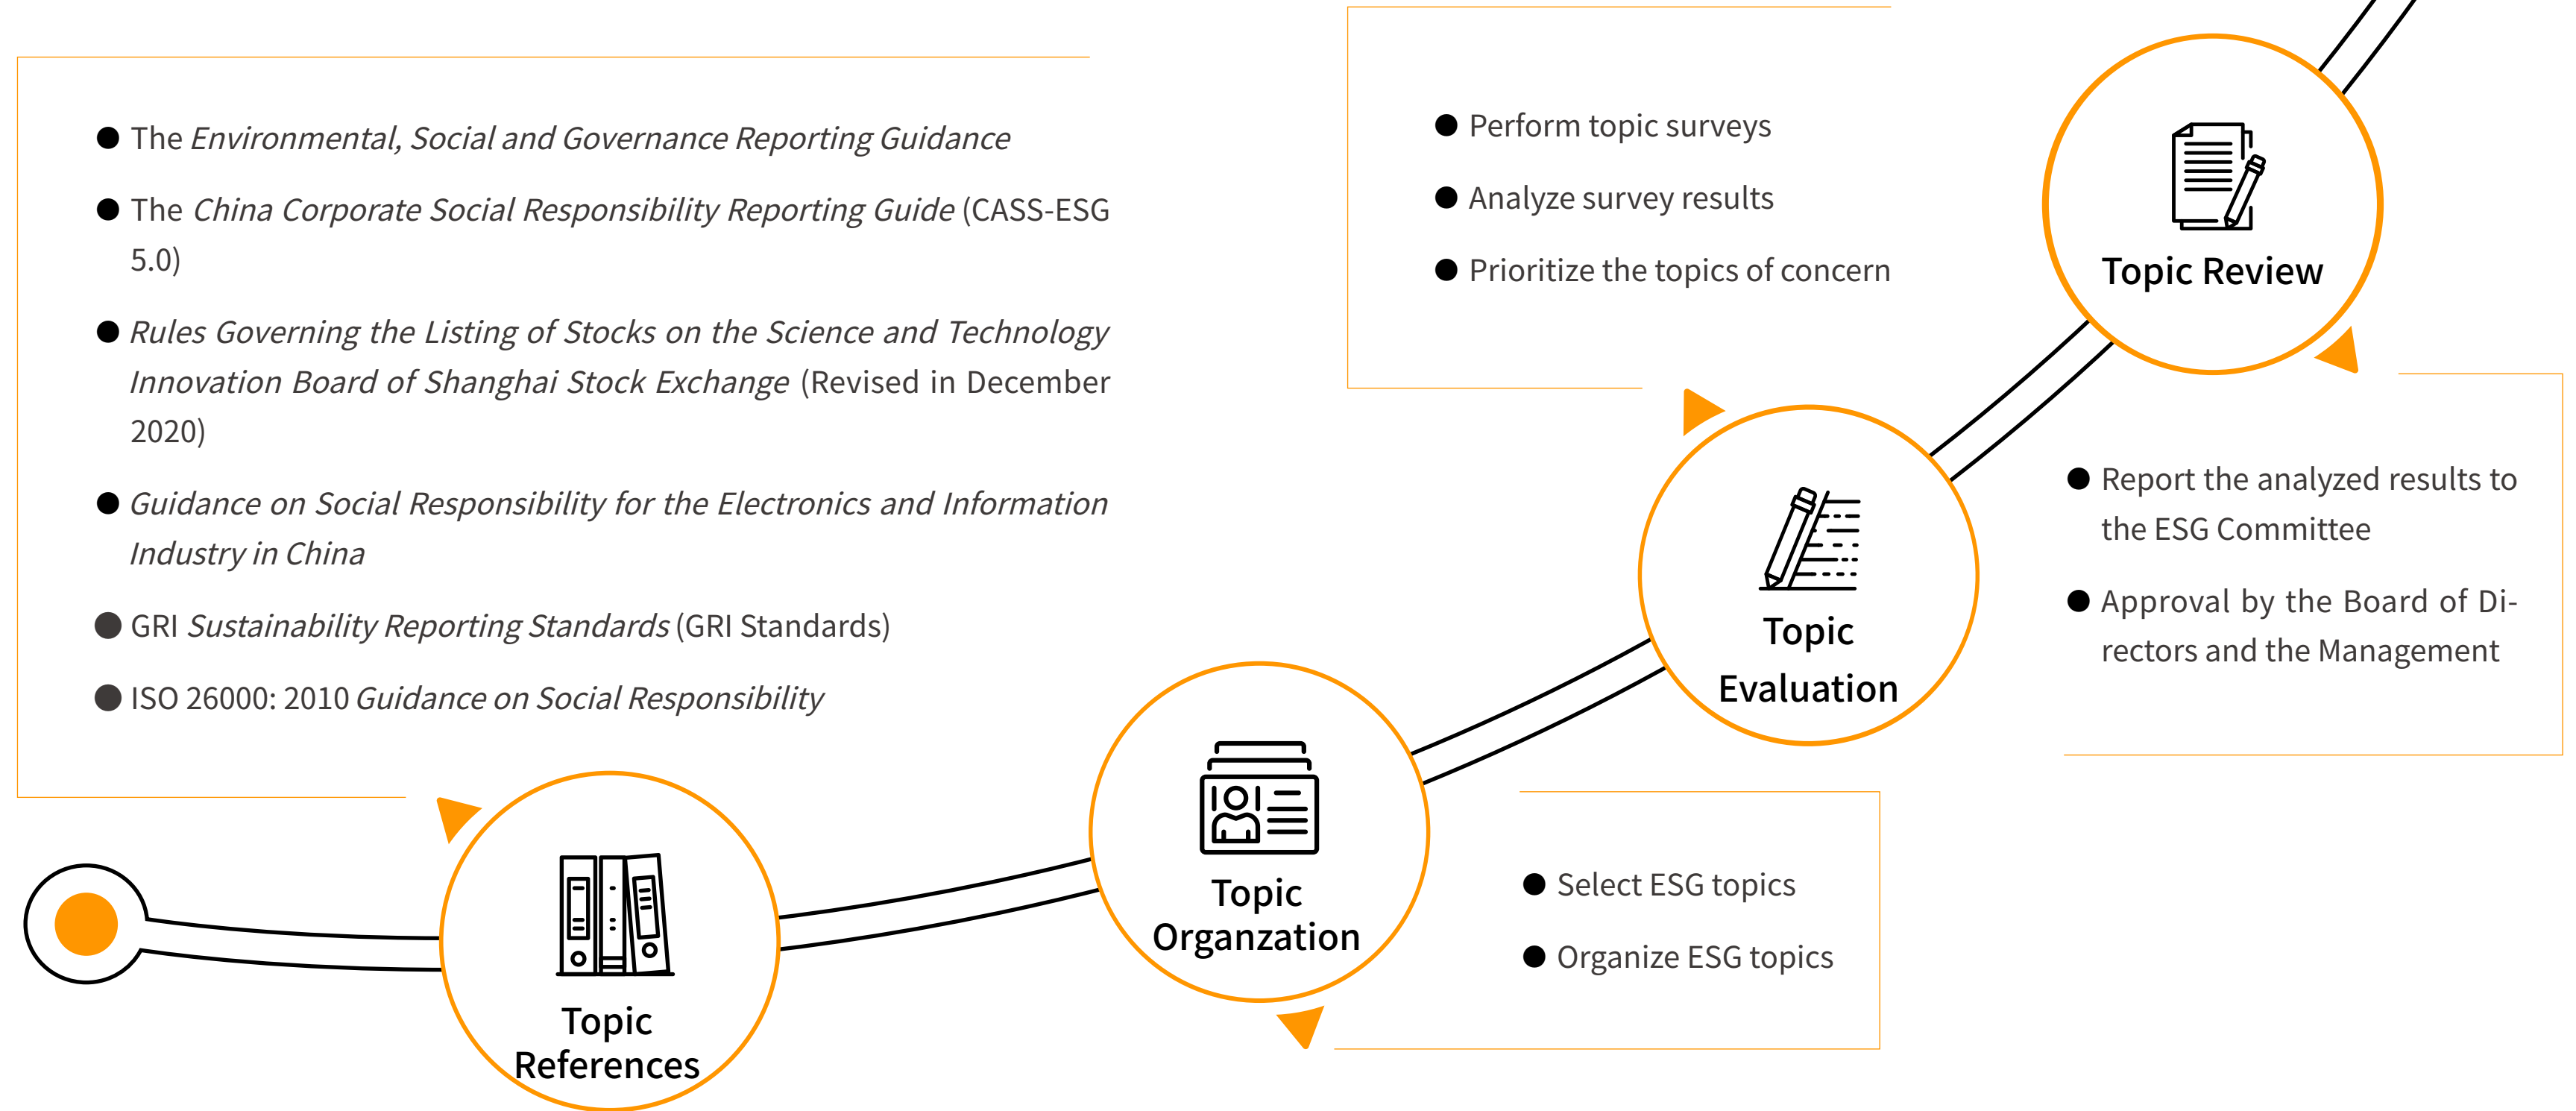 ● The Environmental, Social and Governance Reporting Guidance
● The China Corporate Social Responsibility Reporting Guide (CASS-ESG
5.0)
● Rules Governing the Listing of Stocks on the Science and Technology
Innovation Board of Shanghai Stock Exchange (Revised in December
2020)
● Guidance on Social Responsibility for the Electronics and Information
Industry in China
● GRI Sustainability Reporting Standards (GRI Standards)
● ISO 26000: 2010 Guidance on Social Responsibility
Topic
References
Topic
Organzation
● Select ESG topics
● Organize ESG topics
● Perform topic surveys
● Analyze survey results
● Prioritize the topics of concern
Topic
Evaluation
Topic Review
● Report the analyzed results to
the ESG Committee
● Approval by the Board of Di-
rectors and the Management